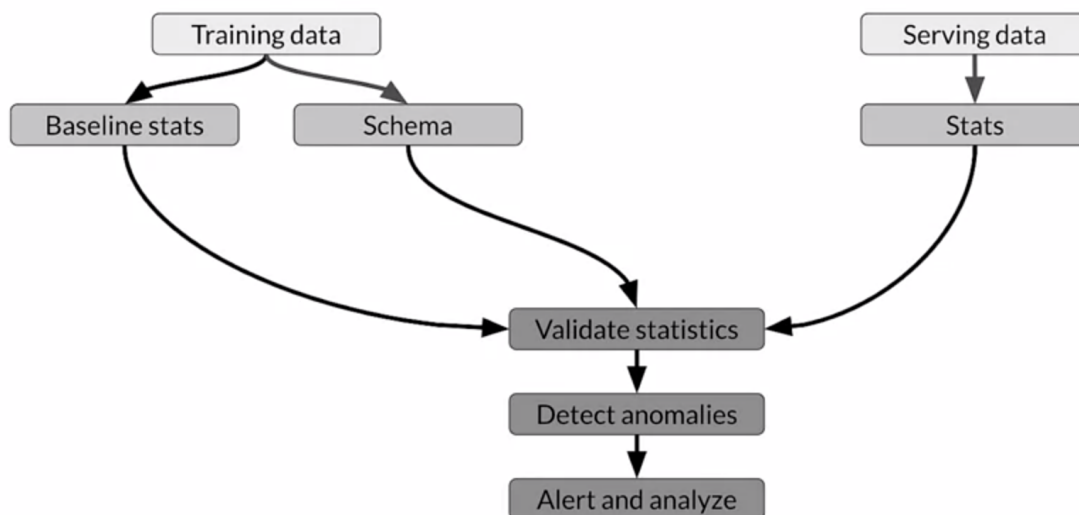 Training data
Serving data
Baseline stats
Schema
Stats
Validate statistics
Detect anomalies
Alert and analyze